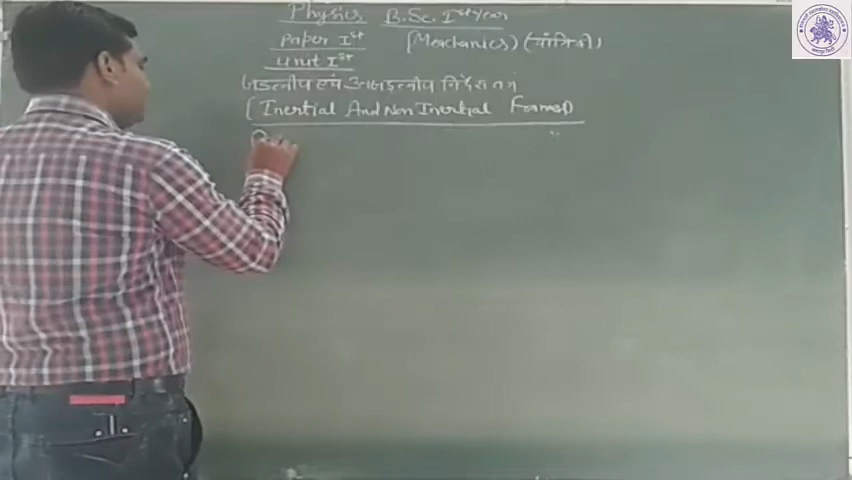 Physics B.Sc. Ist year
Paper Ist (Mechanics) (यांत्रिकी)
Unit Ist
जड़त्वीय एवं अजड़त्वीय निर्देश तंत्र
(Inertial And Non Inertial Frames)